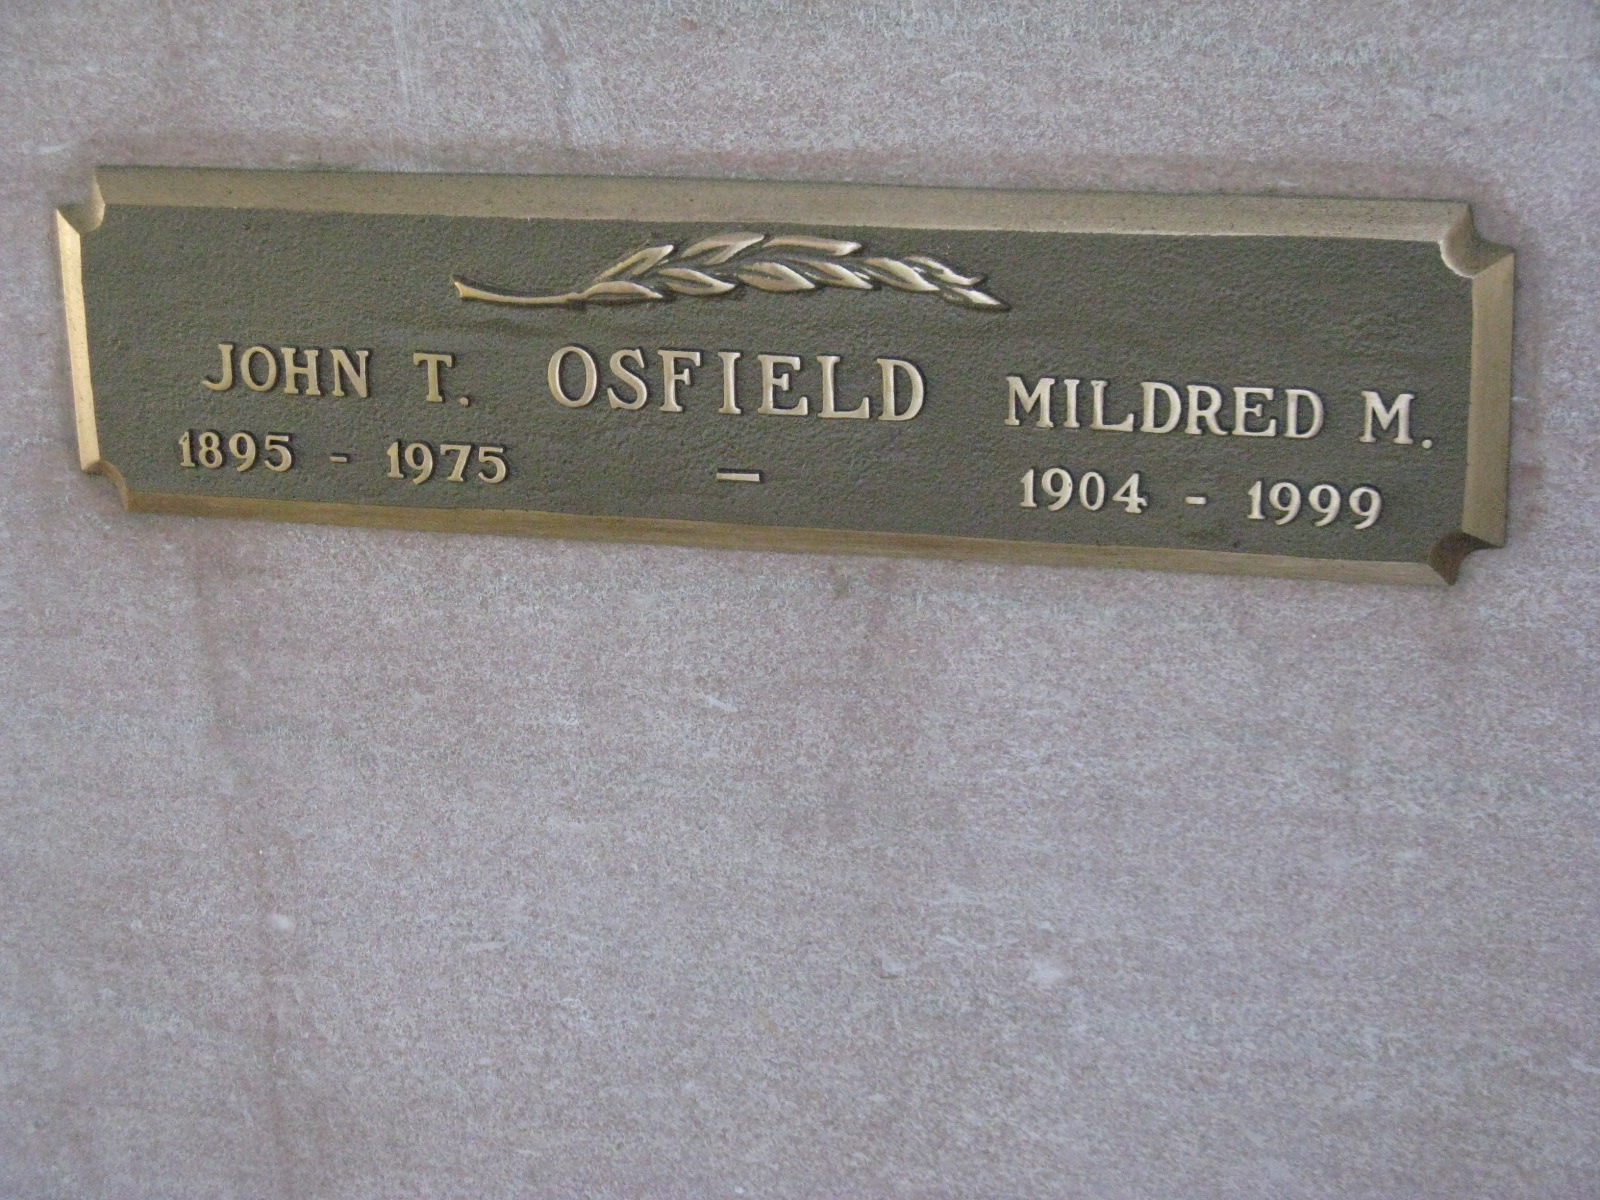 JOHN T. OSFIELD MILDRED M.
1895 - 1975 — 1904 - 1999